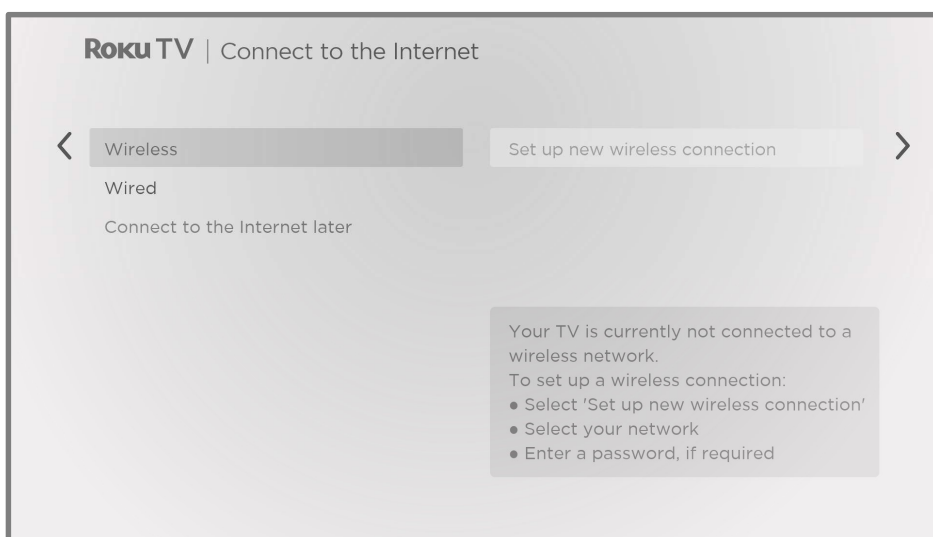 Roku TV | Connect to the Internet
Wireless
Set up new wireless connection
Wired
Connect to the Internet later
Your TV is currently not connected to a
wireless network.
To set up a wireless connection:
● Select 'Set up new wireless connection'
● Select your network
● Enter a password, if required